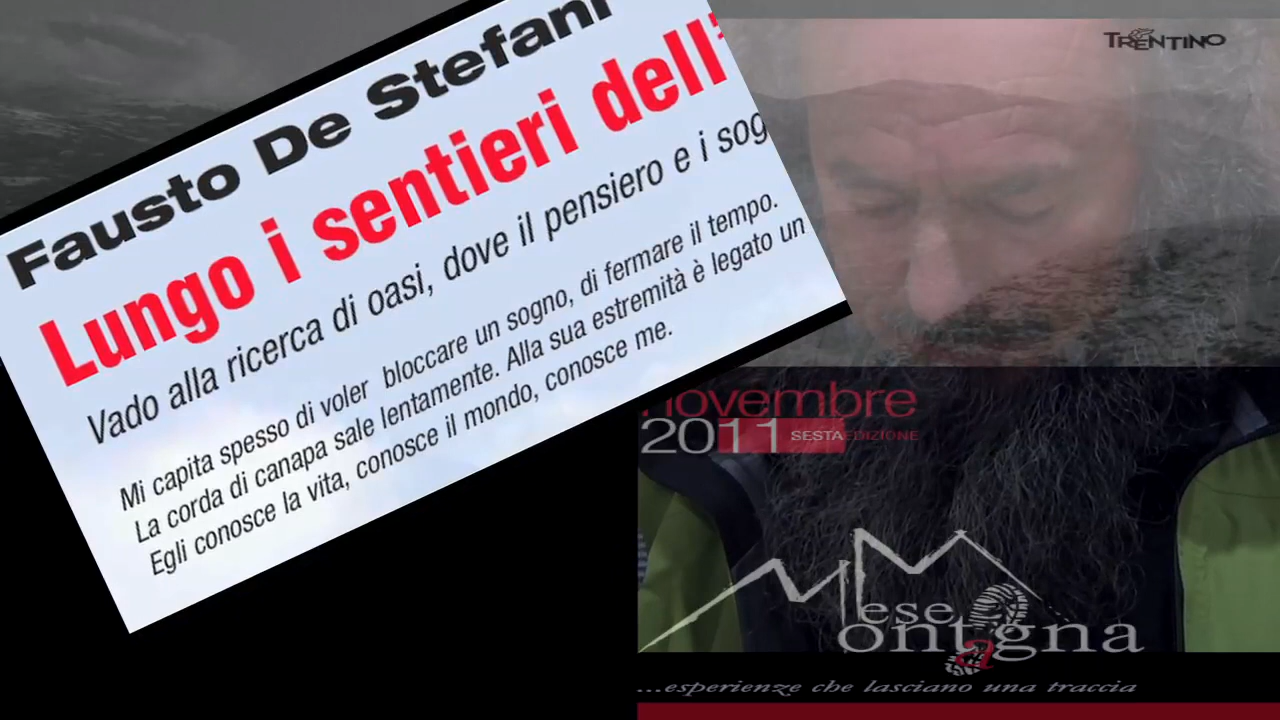 Fausto De Stefani
Lungo i sentieri dell'
Vado alla ricerca di oasi, dove il pensiero e i sog
Mi capita spesso di voler bloccare un sogno, di fermare il tempo.
La corda di canapa sale lentamente. Alla sua estremità è legato un
Egli conosce la vita, conosce il mondo, conosce me.
TRENTINO
novembre
2011 SESTAEDIZIONE
Mese
Montagna
...esperienze che lasciano una traccia